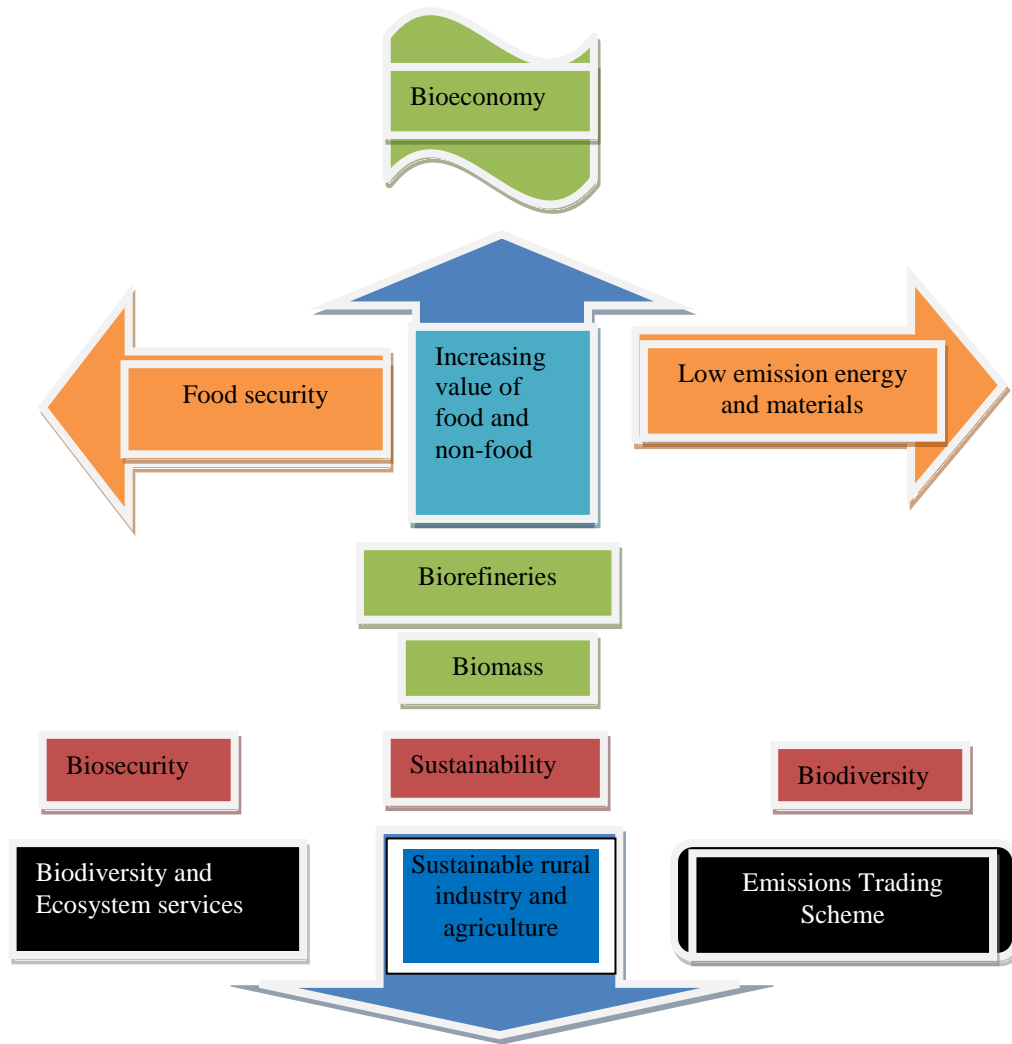 Bioeconomy
Increasing
value of
food and
non-food
Food security
Low emission energy
and materials
Biorefineries
Biomass
Biosecurity
Sustainability
Biodiversity
Biodiversity and
Ecosystem services
Sustainable rural
industry and
agriculture
Emissions Trading
Scheme